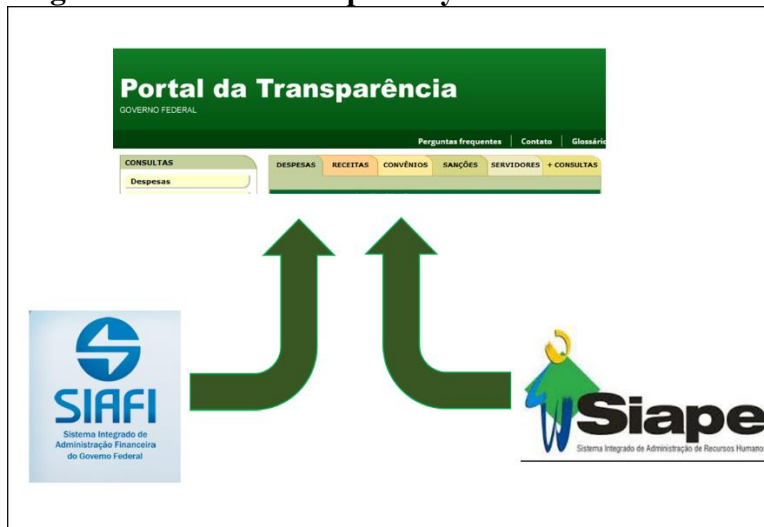 Portal da Transparência
GOVERNO FEDERAL
Perguntas frequentes Contato Glossário
CONSULTAS
DESPESAS RECEITAS CONVÊNIOS SANÇÕES SERVIDORES + CONSULTAS
Despesas
SIAFI
Sistema Integrado de
Administração Financeira
do Governo Federal
Siape
Sistema Integrado de Administração de Recursos Humanos